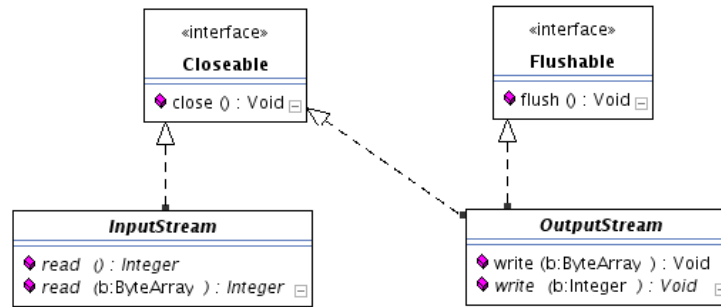 «interface»
Closeable
close () : Void
«interface»
Flushable
flush () : Void
InputStream
read () : Integer
read (b:ByteArray ) : Integer
OutputStream
write (b:ByteArray ) : Void
write (b:Integer ) : Void